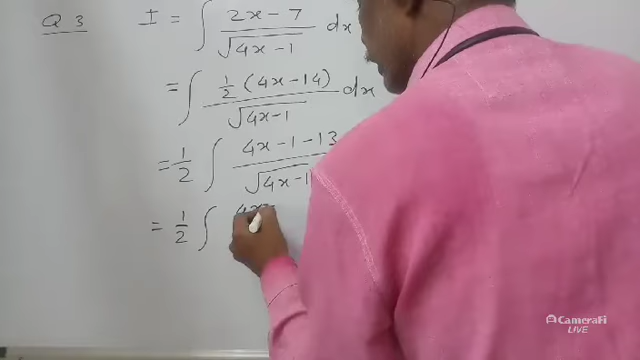 Q 3 I = ∫ 2x - 7 / √4x - 1 dx
= ∫ 1/2 (4x - 14) / √4x - 1 dx
= 1/2 ∫ 4x - 1 - 13 / √4x - 1
= 1/2 ∫ 4x
CameraFi
LIVE